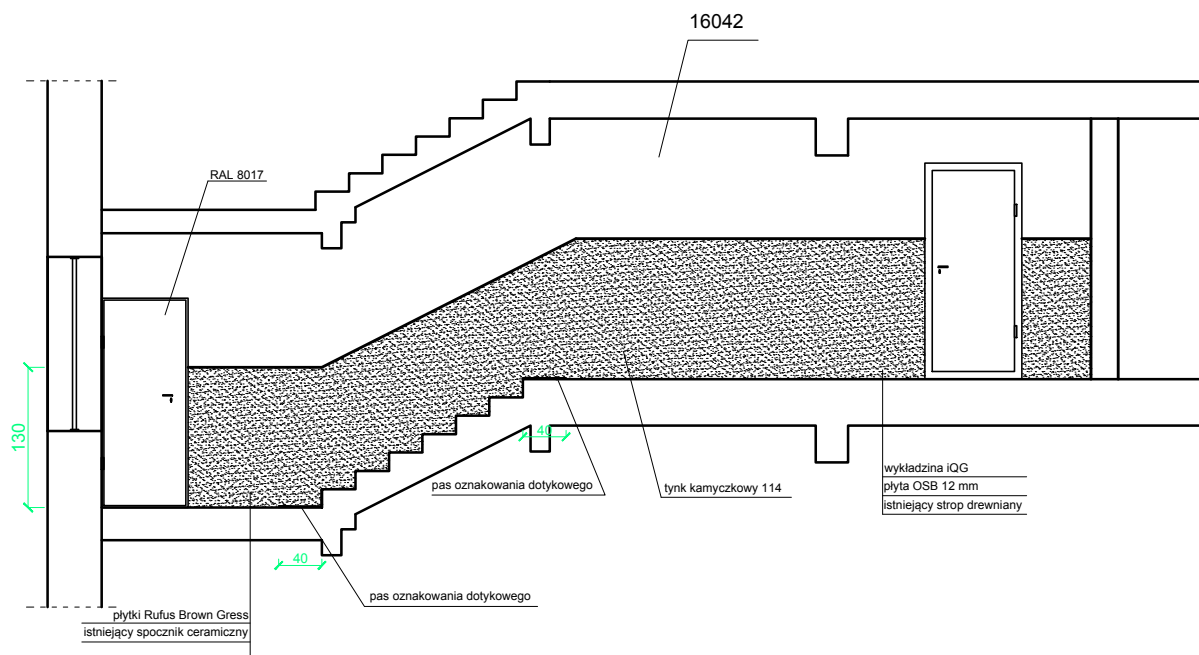 16042
RAL 8017
130
40
pas oznakowania dotykowego
tynk kamyczkowy 114
wykładzina iQG
płyta OSB 12 mm
istniejący strop drewniany
40
pas oznakowania dotykowego
płytki Rufus Brown Gress
istniejący spocznik ceramiczny